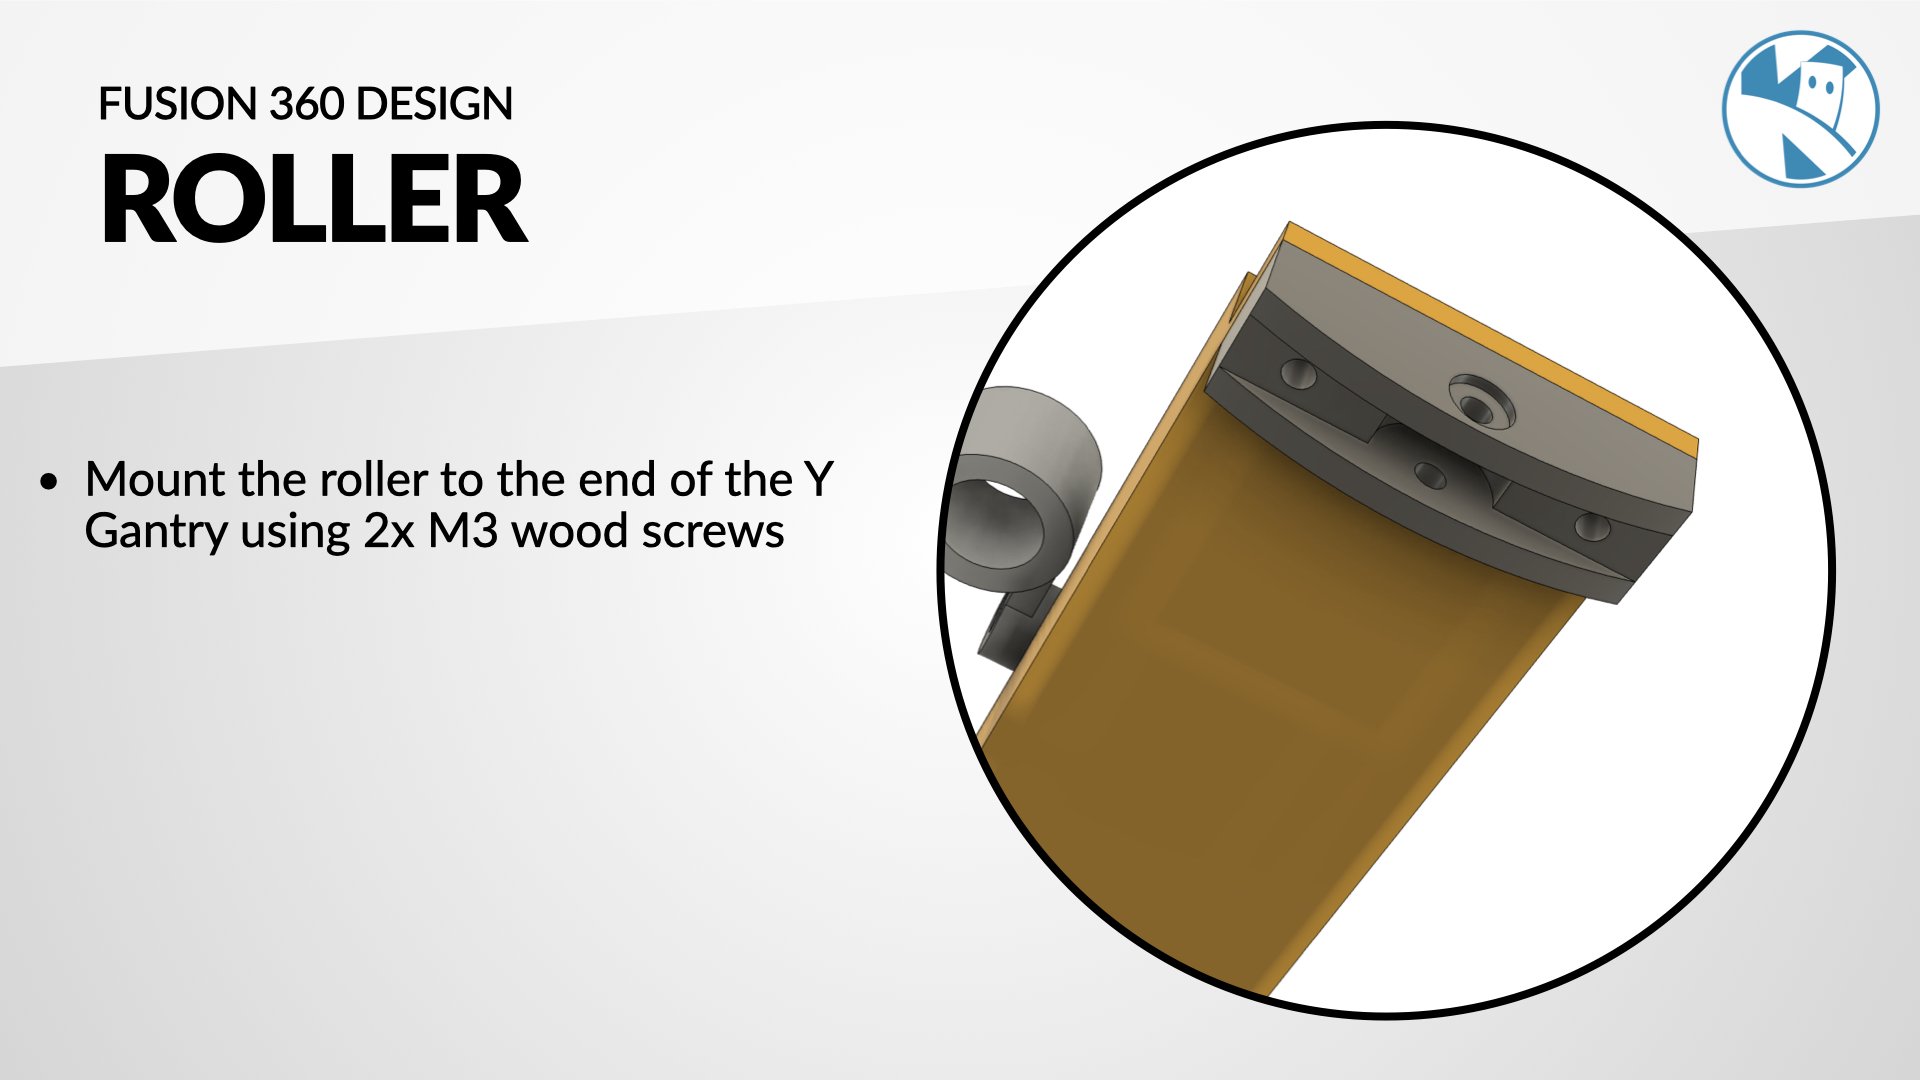 FUSION 360 DESIGN
ROLLER
• Mount the roller to the end of the Y
Gantry using 2x M3 wood screws